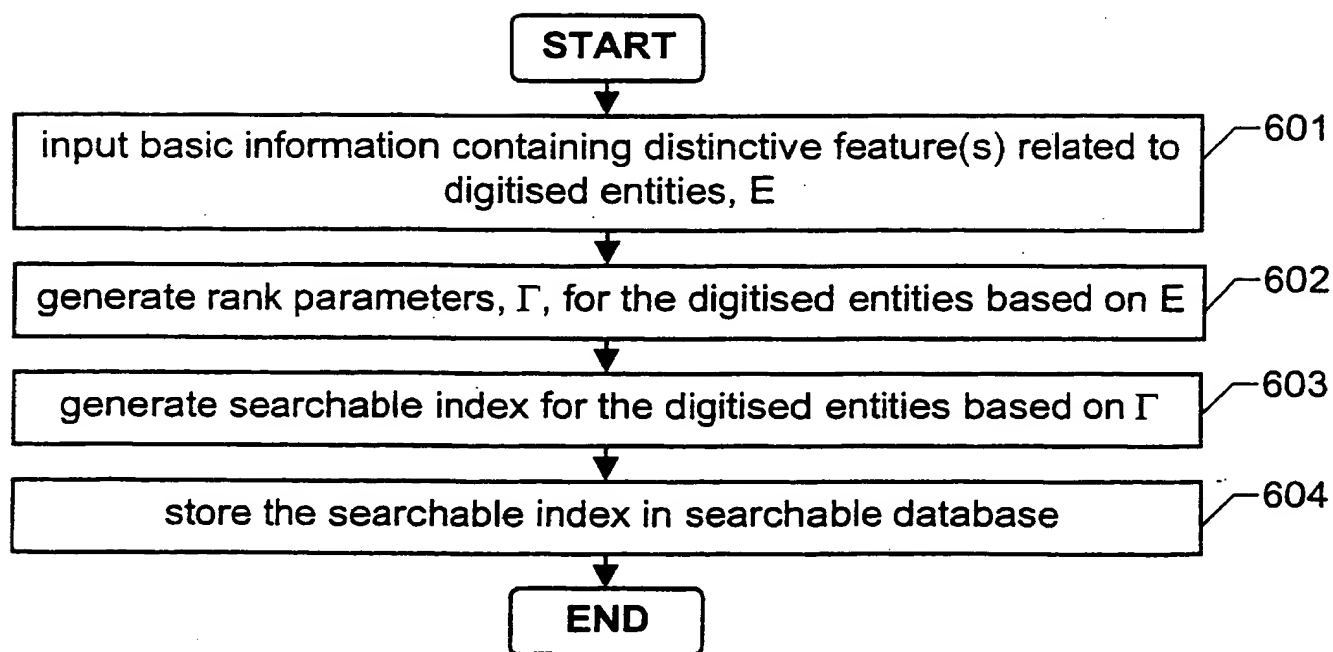 START
input basic information containing distinctive feature(s) related to
digitised entities, E
601
generate rank parameters, Γ, for the digitised entities based on E
602
generate searchable index for the digitised entities based on Γ
603
store the searchable index in searchable database
604
END